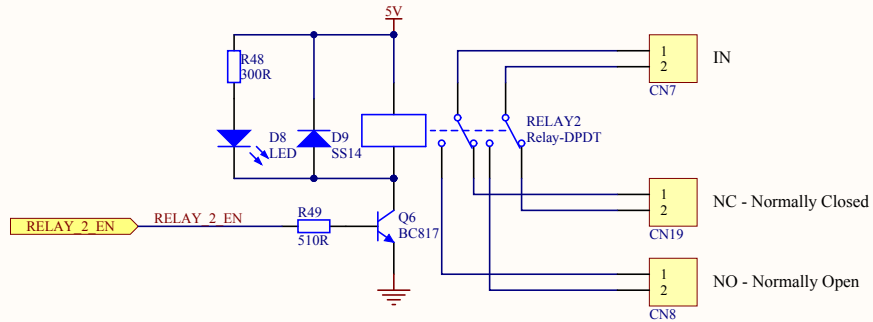 5V
R48
300R
D8
LED
D9
SS14
RELAY2
Relay-DPDT
1
2
CN7
IN
RELAY_2_EN
RELAY_2_EN
R49
510R
Q6
BC817
1
2
CN19
NC - Normally Closed
1
2
CN8
NO - Normally Open